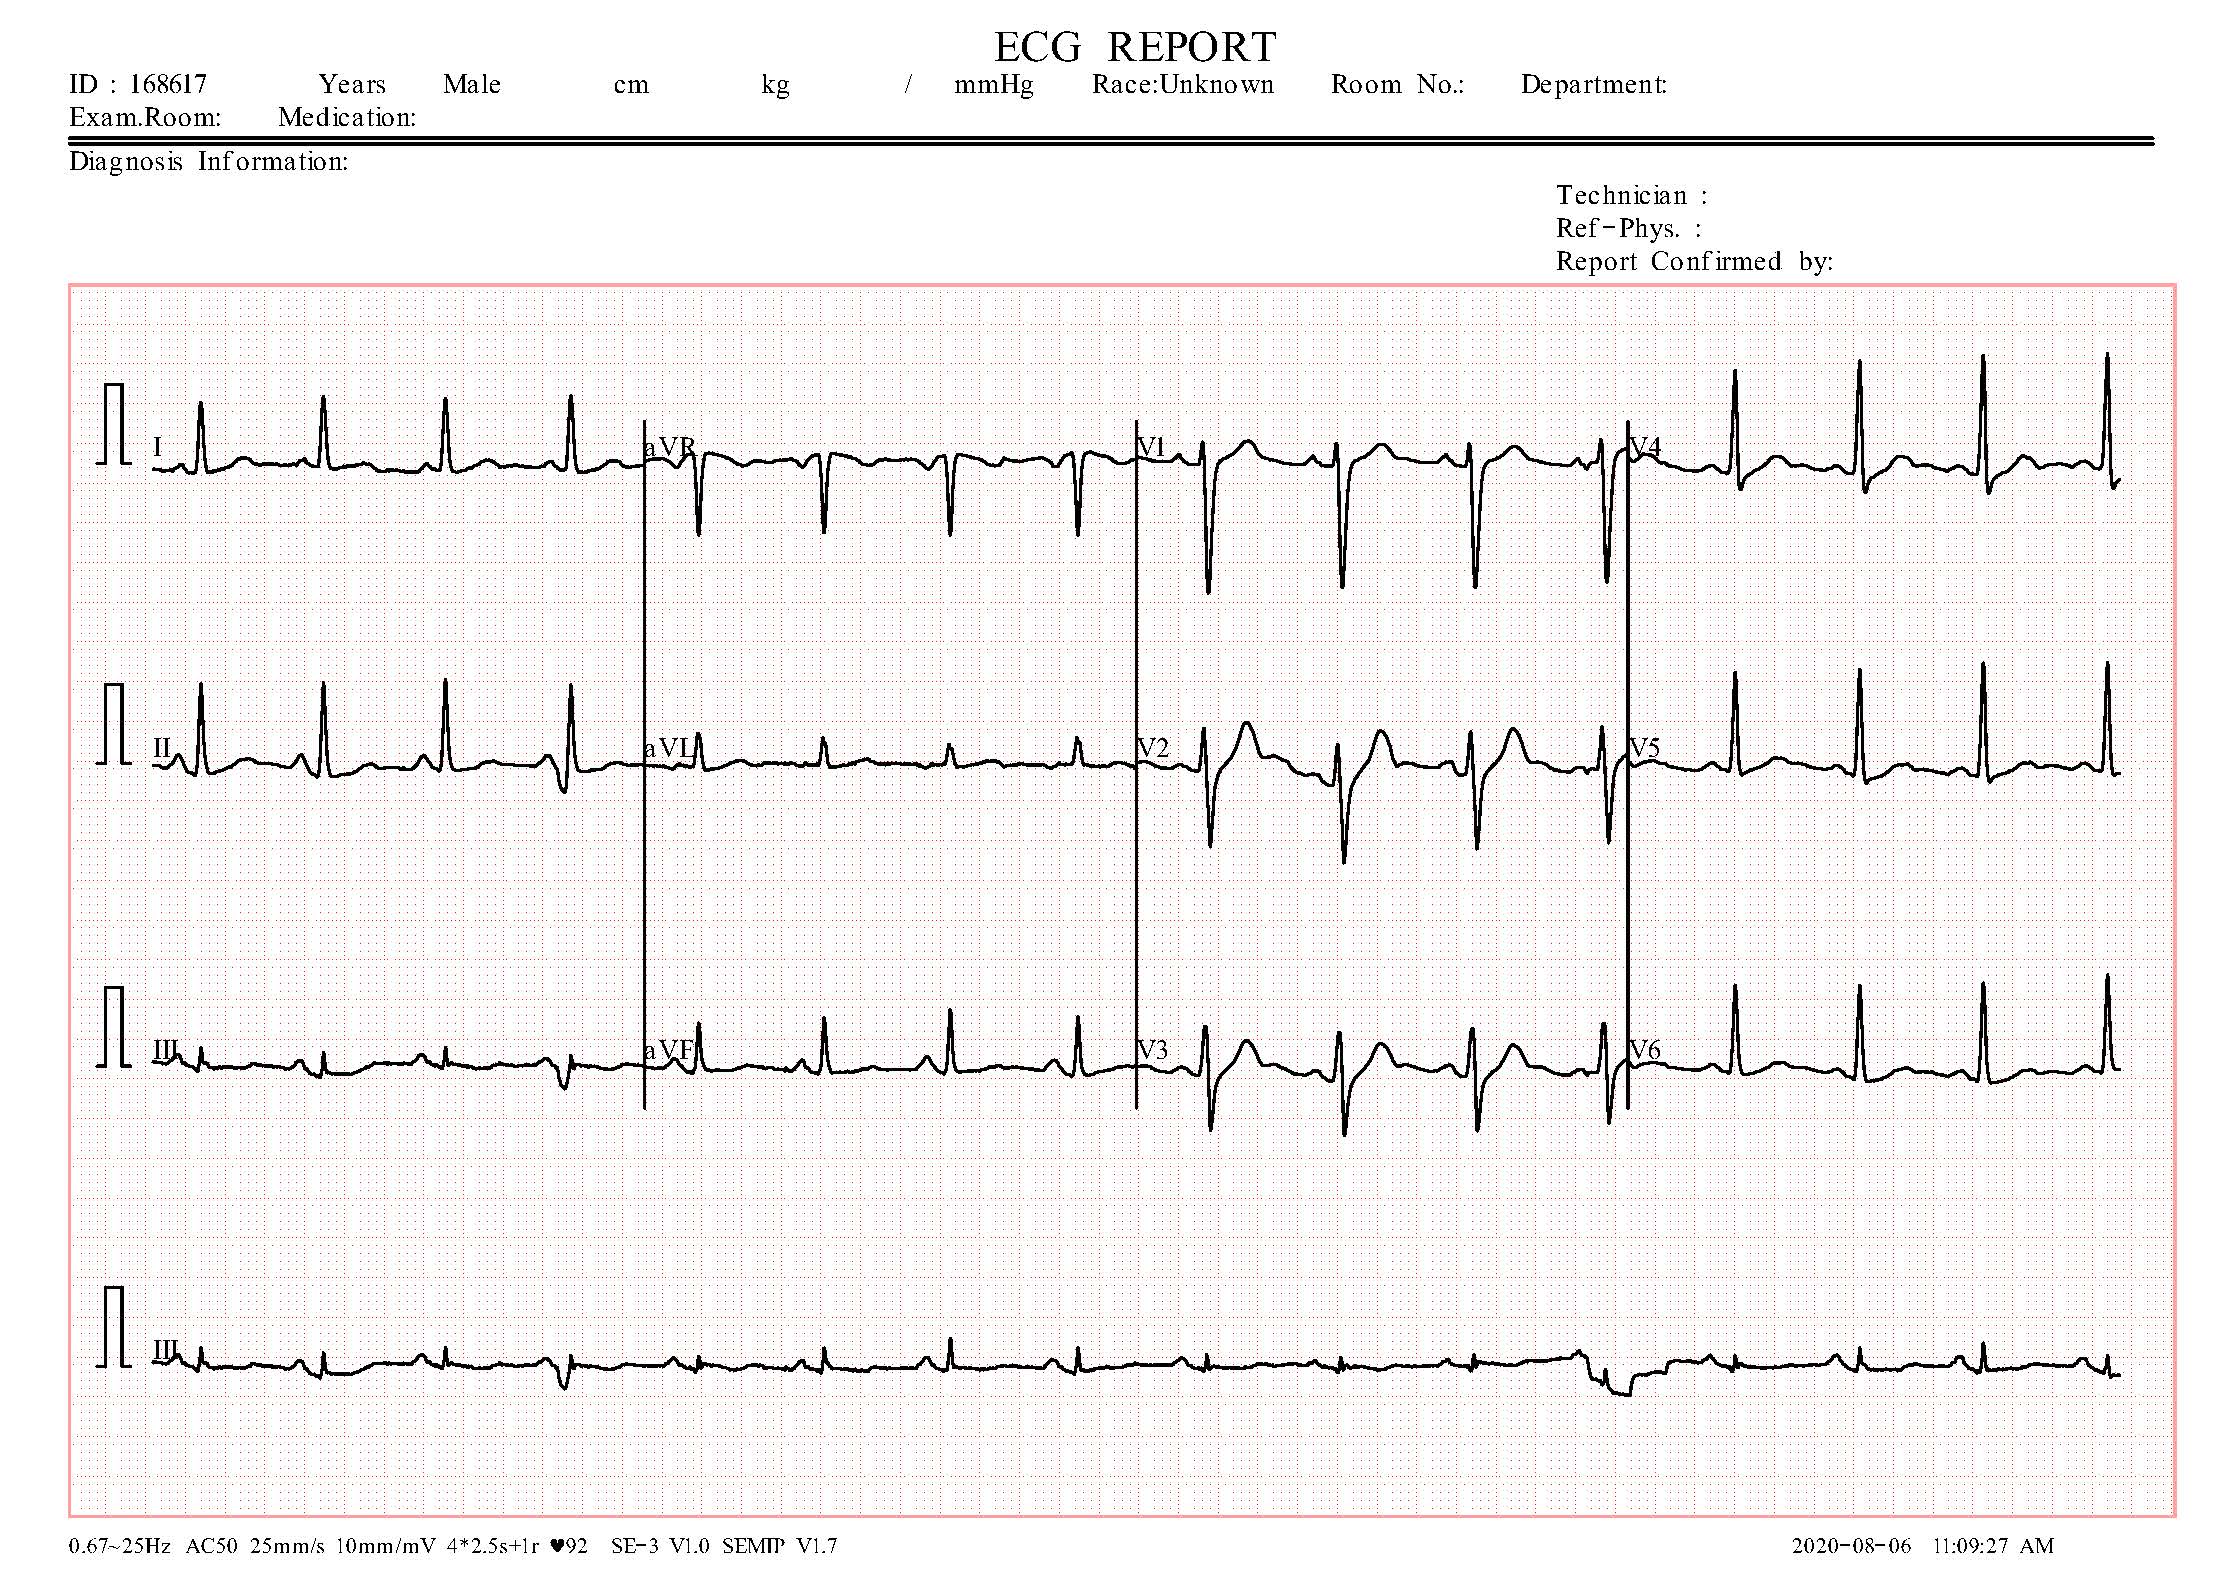 ECG REPORT
ID : 168617 Years Male cm kg / mmHg Race:Unknown Room No.: Department:
Exam.Room: Medication:
Diagnosis Information:
Technician :
Ref-Phys. :
Report Confirmed by:
I aVR V1 V4
II aVL V2 V5
III aVF V3 V6
III
0.67~25Hz AC50 25mm/s 10mm/mV 4*2.5s+1r ♥92 SE-3 V1.0 SEMIP V1.7 2020-08-06 11:09:27 AM